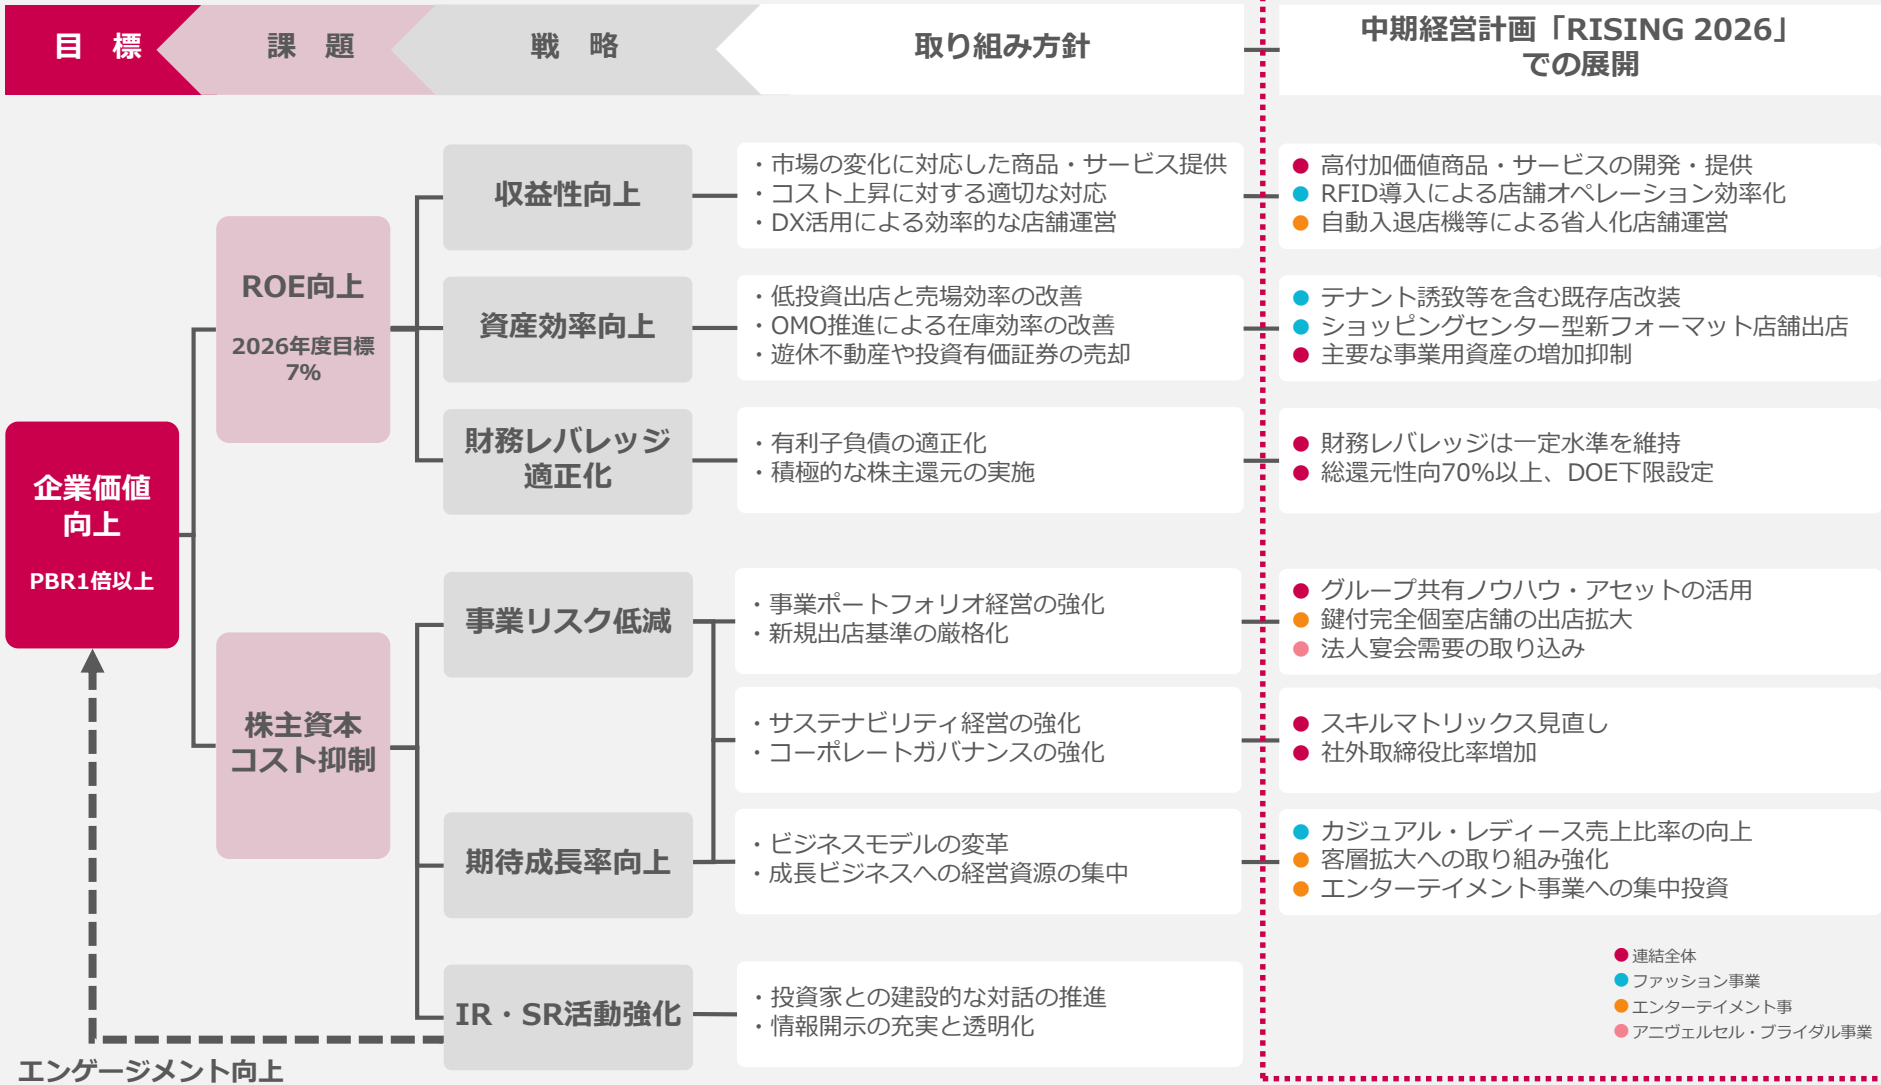 目 標
課 題
戦 略
取り組み方針
中期経営計画「RISING 2026」
での展開
企業価値
向上
PBR1倍以上
ROE向上
2026年度目標
7%
収益性向上
・市場の変化に対応した商品・サービス提供
・コスト上昇に対する適切な対応
・DX活用による効率的な店舗運営
● 高付加価値商品・サービスの開発・提供
● RFID導入による店舗オペレーション効率化
● 自動入退店機等による省人化店舗運営
資産効率向上
・低投資出店と売場効率の改善
・OMO推進による在庫効率の改善
・遊休不動産や投資有価証券の売却
● テナント誘致等を含む既存店改装
● ショッピングセンター型新フォーマット店舗出店
● 主要な事業用資産の増加抑制
財務レバレッジ
適正化
・有利子負債の適正化
・積極的な株主還元の実施
● 財務レバレッジは一定水準を維持
● 総還元性向70%以上、DOE下限設定
株主資本
コスト抑制
事業リスク低減
・事業ポートフォリオ経営の強化
・新規出店基準の厳格化
● グループ共有ノウハウ・アセットの活用
● 鍵付完全個室店舗の出店拡大
● 法人宴会需要の取り込み
・サステナビリティ経営の強化
・コーポレートガバナンスの強化
● スキルマトリックス見直し
● 社外取締役比率増加
期待成長率向上
・ビジネスモデルの変革
・成長ビジネスへの経営資源の集中
● カジュアル・レディース売上比率の向上
● 客層拡大への取り組み強化
● エンターテイメント事業への集中投資
IR・SR活動強化
・投資家との建設的な対話の推進
・情報開示の充実と透明化
エンゲージメント向上
●連結全体
●ファッション事業
●エンターテイメント事
●アニヴェルセル・ブライダル事業